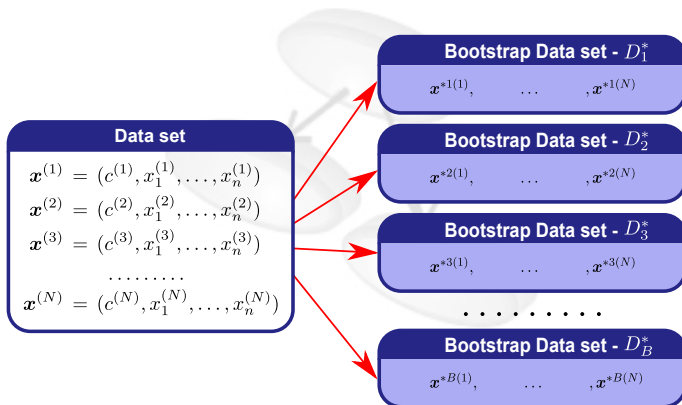 Data set
𝒙^{(1)} = (c^{(1)}, x_1^{(1)}, . . . , x_n^{(1)})
𝒙^{(2)} = (c^{(2)}, x_1^{(2)}, . . . , x_n^{(2)})
𝒙^{(3)} = (c^{(3)}, x_1^{(3)}, . . . , x_n^{(3)})
. . . . . . . . .
𝒙^{(N)} = (c^{(N)}, x_1^{(N)}, . . . , x_n^{(N)})
Bootstrap Data set - D_1^*
𝒙^{*1(1)}, . . . , 𝒙^{*1(N)}
Bootstrap Data set - D_2^*
𝒙^{*2(1)}, . . . , 𝒙^{*2(N)}
Bootstrap Data set - D_3^*
𝒙^{*3(1)}, . . . , 𝒙^{*3(N)}
. . . . . . . . .
Bootstrap Data set - D_B^*
𝒙^{*B(1)}, . . . , 𝒙^{*B(N)}